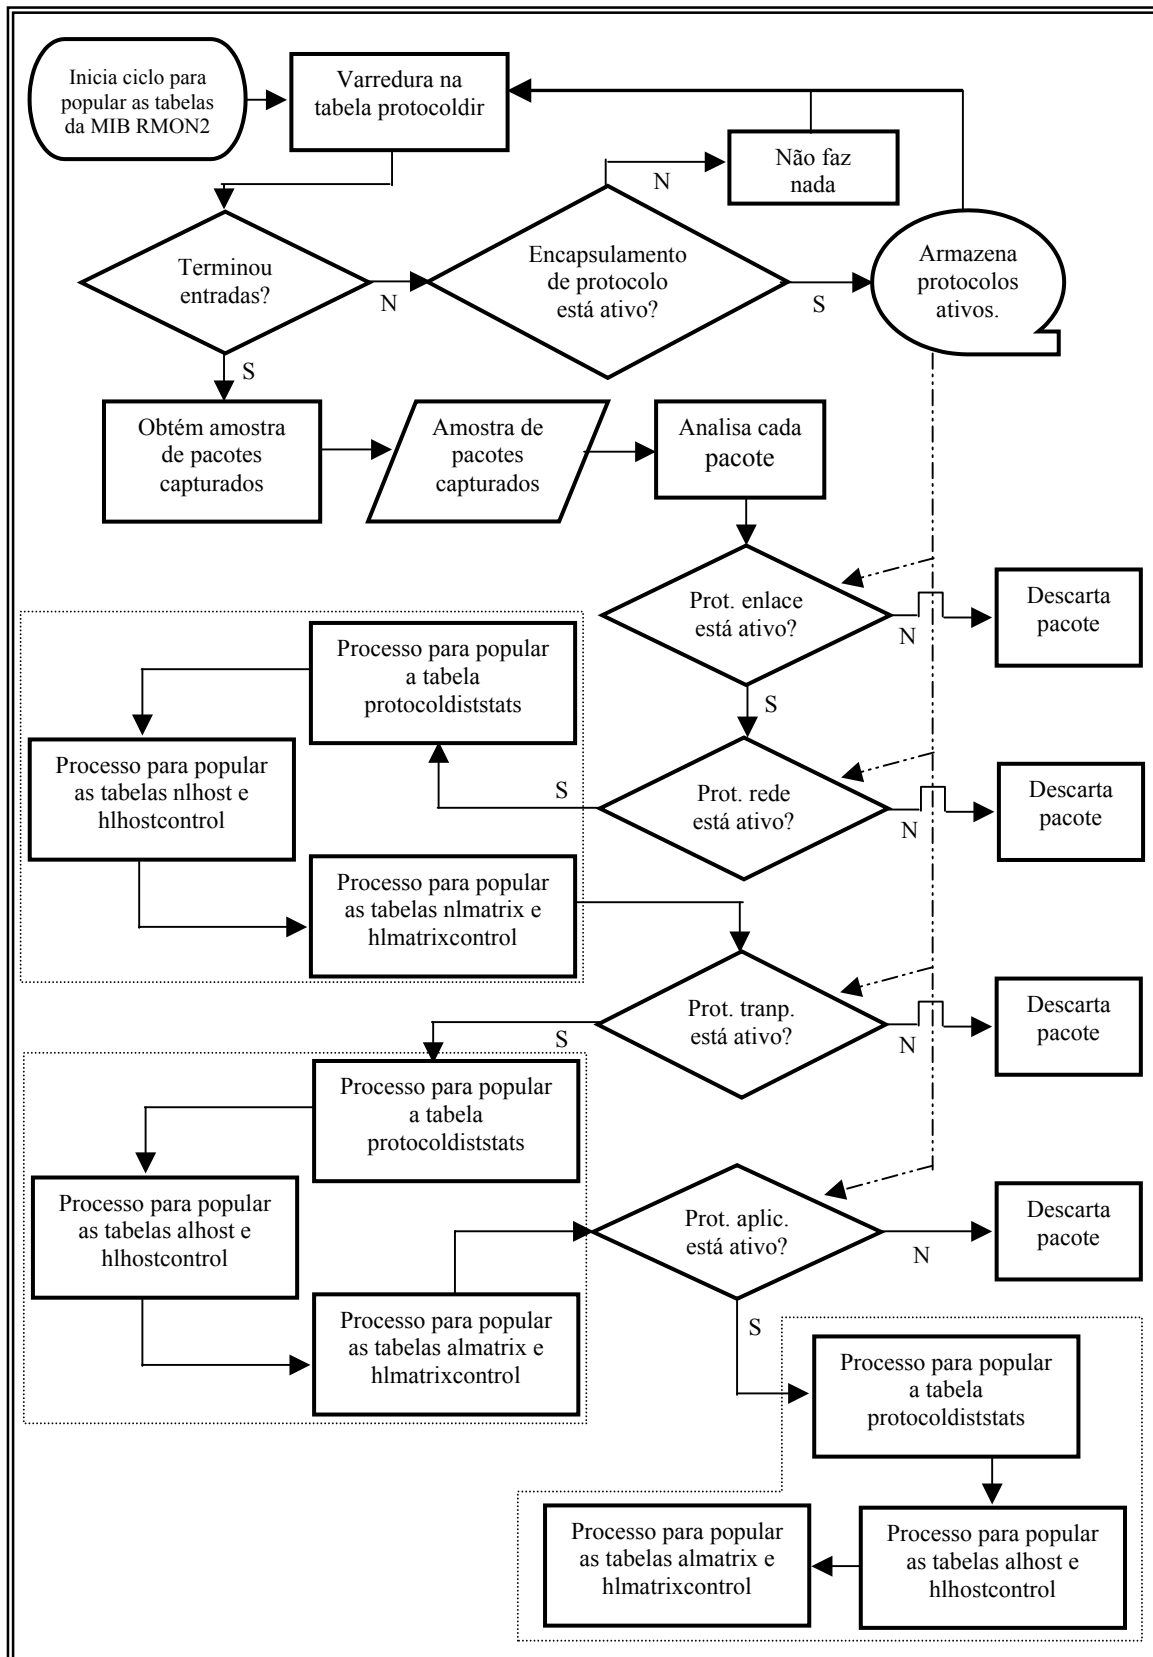 Inicia ciclo para
popular as tabelas
da MIB RMON2
Varredura na
tabela protocoldir
Não faz
nada
N
Terminou
entradas?
N
Encapsulamento
de protocolo
está ativo?
S
Armazena
protocolos
ativos.
S
Obtém amostra
de pacotes
capturados
Amostra de
pacotes
capturados
Analisa cada
pacote
Prot. enlace
está ativo?
N
Descarta
pacote
S
Processo para popular
a tabela
protocoldiststats
Processo para popular
as tabelas nlhost e
hlhostcontrol
S
Prot. rede
está ativo?
N
Descarta
pacote
Processo para popular
as tabelas nlmatrix e
hlmatrixcontrol
Prot. tranp.
está ativo?
N
Descarta
pacote
S
Processo para popular
a tabela
protocoldiststats
Processo para popular
as tabelas alhost e
hlhostcontrol
Prot. aplic.
está ativo?
N
Descarta
pacote
Processo para popular
as tabelas almatrix e
hlmatrixcontrol
S
Processo para popular
a tabela
protocoldiststats
Processo para popular
as tabelas almatrix e
hlmatrixcontrol
Processo para popular
as tabelas alhost e
hlhostcontrol